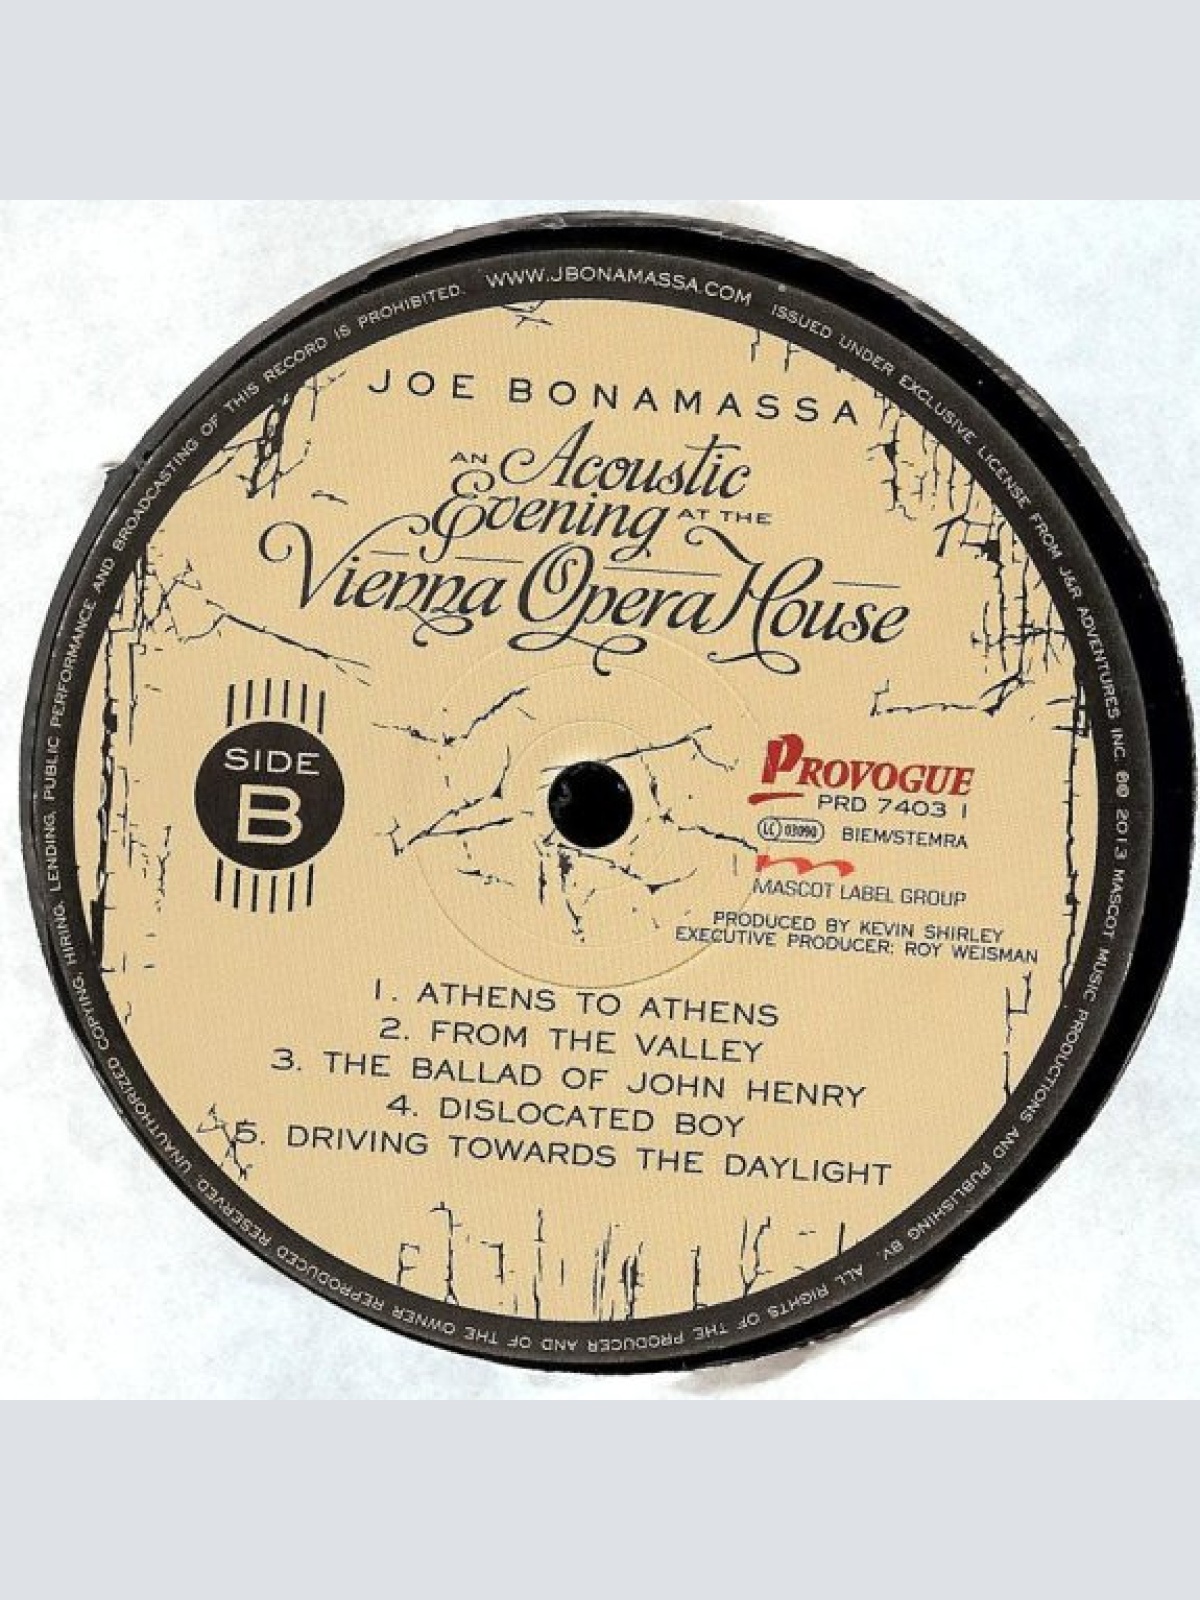 WWW.JBONAMASSA.COM
ISSUED UNDER EXCLUSIVE LICENSE FROM J&R ADVENTURES INC. ℗© 2013 MASCOT MUSIC PRODUCTIONS AND PUBLISHING BV. ALL RIGHTS OF THE PRODUCER AND OF THE OWNER REPRODUCED RESERVED. UNAUTHORIZED COPYING, HIRING, LENDING, PUBLIC PERFORMANCE AND BROADCASTING OF THIS RECORD IS PROHIBITED.
JOE BONAMASSA
AN Acoustic
Evening AT THE
Vienna Opera House
SIDE
B
PROVOGUE
PRD 7403 1
LC 03090 BIEM/STEMRA
MASCOT LABEL GROUP
PRODUCED BY KEVIN SHIRLEY
EXECUTIVE PRODUCER: ROY WEISMAN
1. ATHENS TO ATHENS
2. FROM THE VALLEY
3. THE BALLAD OF JOHN HENRY
4. DISLOCATED BOY
5. DRIVING TOWARDS THE DAYLIGHT